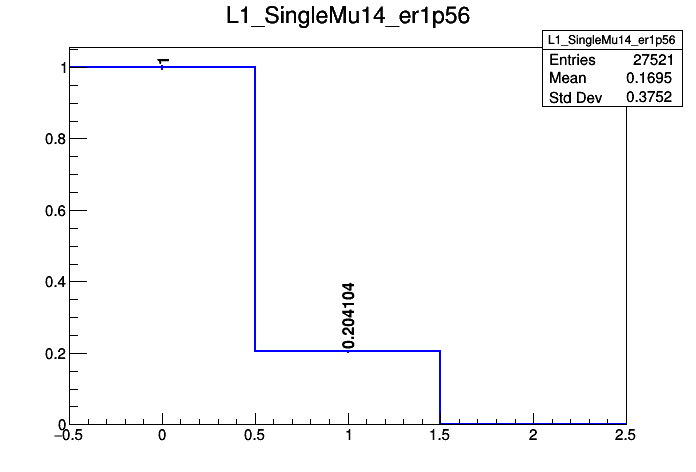 L1_SingleMu14_er1p56
L1_SingleMu14_er1p56
Entries 27521
Mean 0.1695
Std Dev 0.3752
1
0.8
0.6
0.4
0.2
0
1
0.204104
−0.5 0 0.5 1 1.5 2 2.5